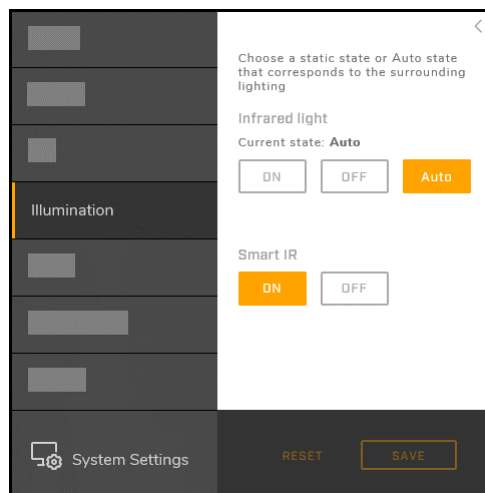 Choose a static state or Auto state
that corresponds to the surrounding
lighting
Infrared light
Current state: Auto
ON OFF Auto
Illumination
Smart IR
ON OFF
System Settings
RESET SAVE